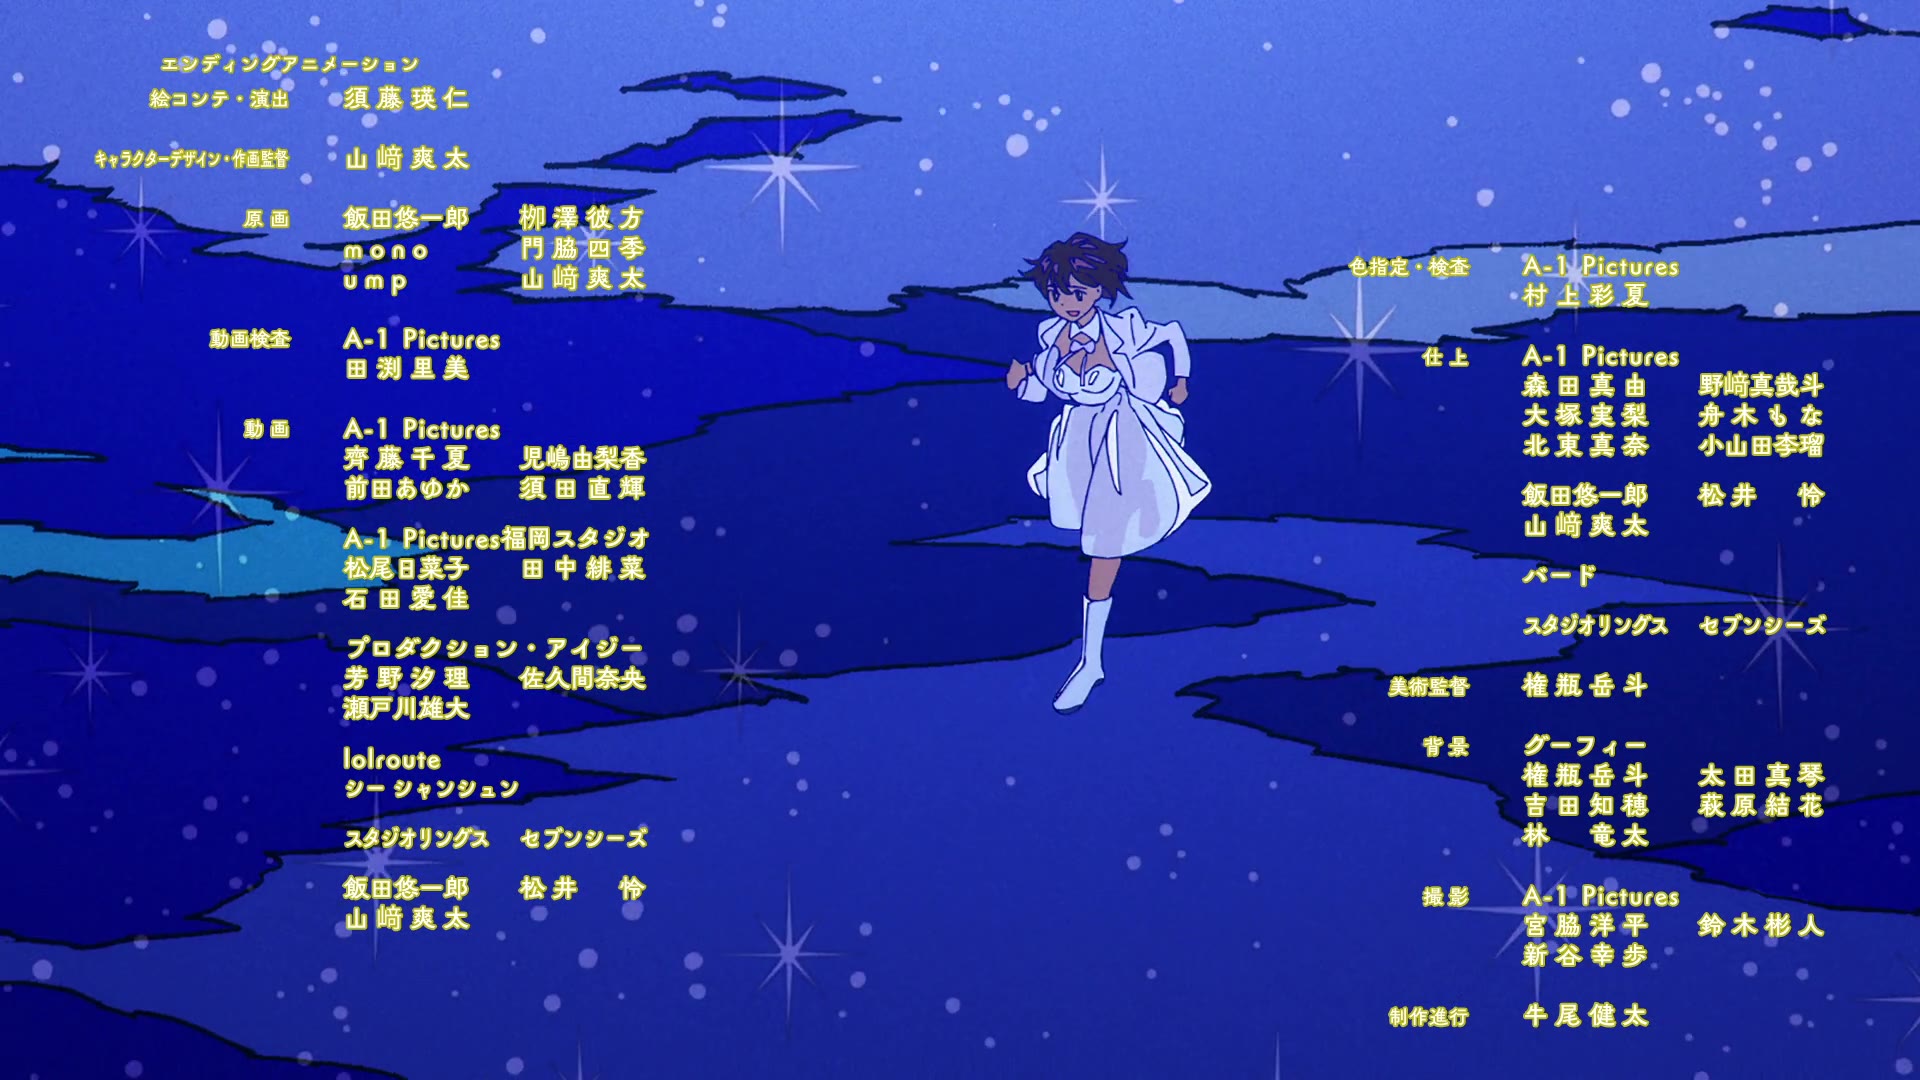 エンディングアニメーション
絵コンテ・演出 須藤瑛仁
キャラクターデザイン・作画監督 山﨑爽太
原画 飯田悠一郎 栁澤彼方
mono 門脇四季
ump 山﨑爽太
動画検査 A-1 Pictures
田渕里美
動画 A-1 Pictures
齊藤千夏 児嶋由梨香
前田あゆか 須田直輝
A-1 Pictures福岡スタジオ
松尾日菜子 田中緋菜
石田愛佳
プロダクション・アイジー
芳野汐理 佐久間奈央
瀬戸川雄大
lolroute
シー シャンシュン
スタジオリングス セブンシーズ
飯田悠一郎 松井怜
山﨑爽太
色指定・検査 A-1 Pictures
村上彩夏
仕上 A-1 Pictures
森田真由 野﨑真哉斗
大塚実梨 舟木もな
北東真奈 小山田李瑠
飯田悠一郎 松井怜
山﨑爽太
バード
スタジオリングス セブンシーズ
美術監督 権瓶岳斗
背景 グーフィー
権瓶岳斗 太田真琴
吉田知穂 萩原結花
林竜太
撮影 A-1 Pictures
宮脇洋平 鈴木彬人
新谷幸歩
制作進行 牛尾健太